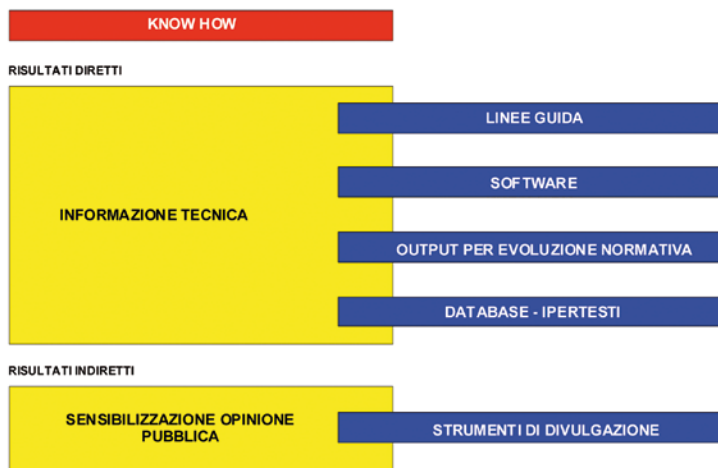 KNOW HOW
RISULTATI DIRETTI
LINEE GUIDA
SOFTWARE
INFORMAZIONE TECNICA
OUTPUT PER EVOLUZIONE NORMATIVA
DATABASE - IPERTESTI
RISULTATI INDIRETTI
SENSIBILIZZAZIONE OPINIONE
PUBBLICA
STRUMENTI DI DIVULGAZIONE